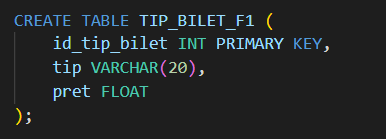 CREATE TABLE TIP_BILET_F1 (
    id_tip_bilet INT PRIMARY KEY,
    tip VARCHAR(20),
    pret FLOAT
);